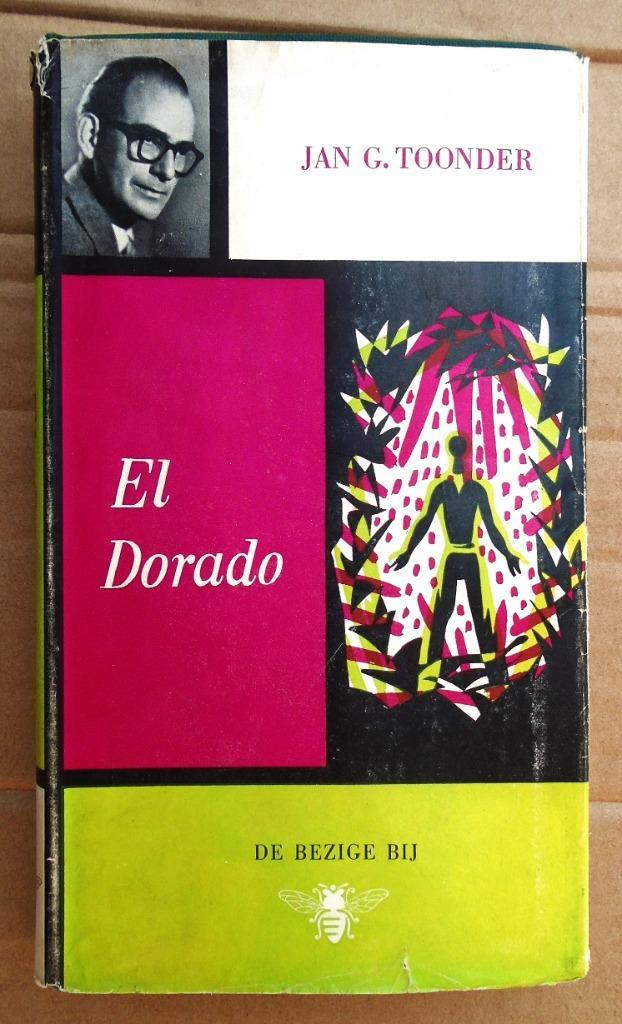 JAN G. TOONDER
El
Dorado
DE BEZIGE BIJ